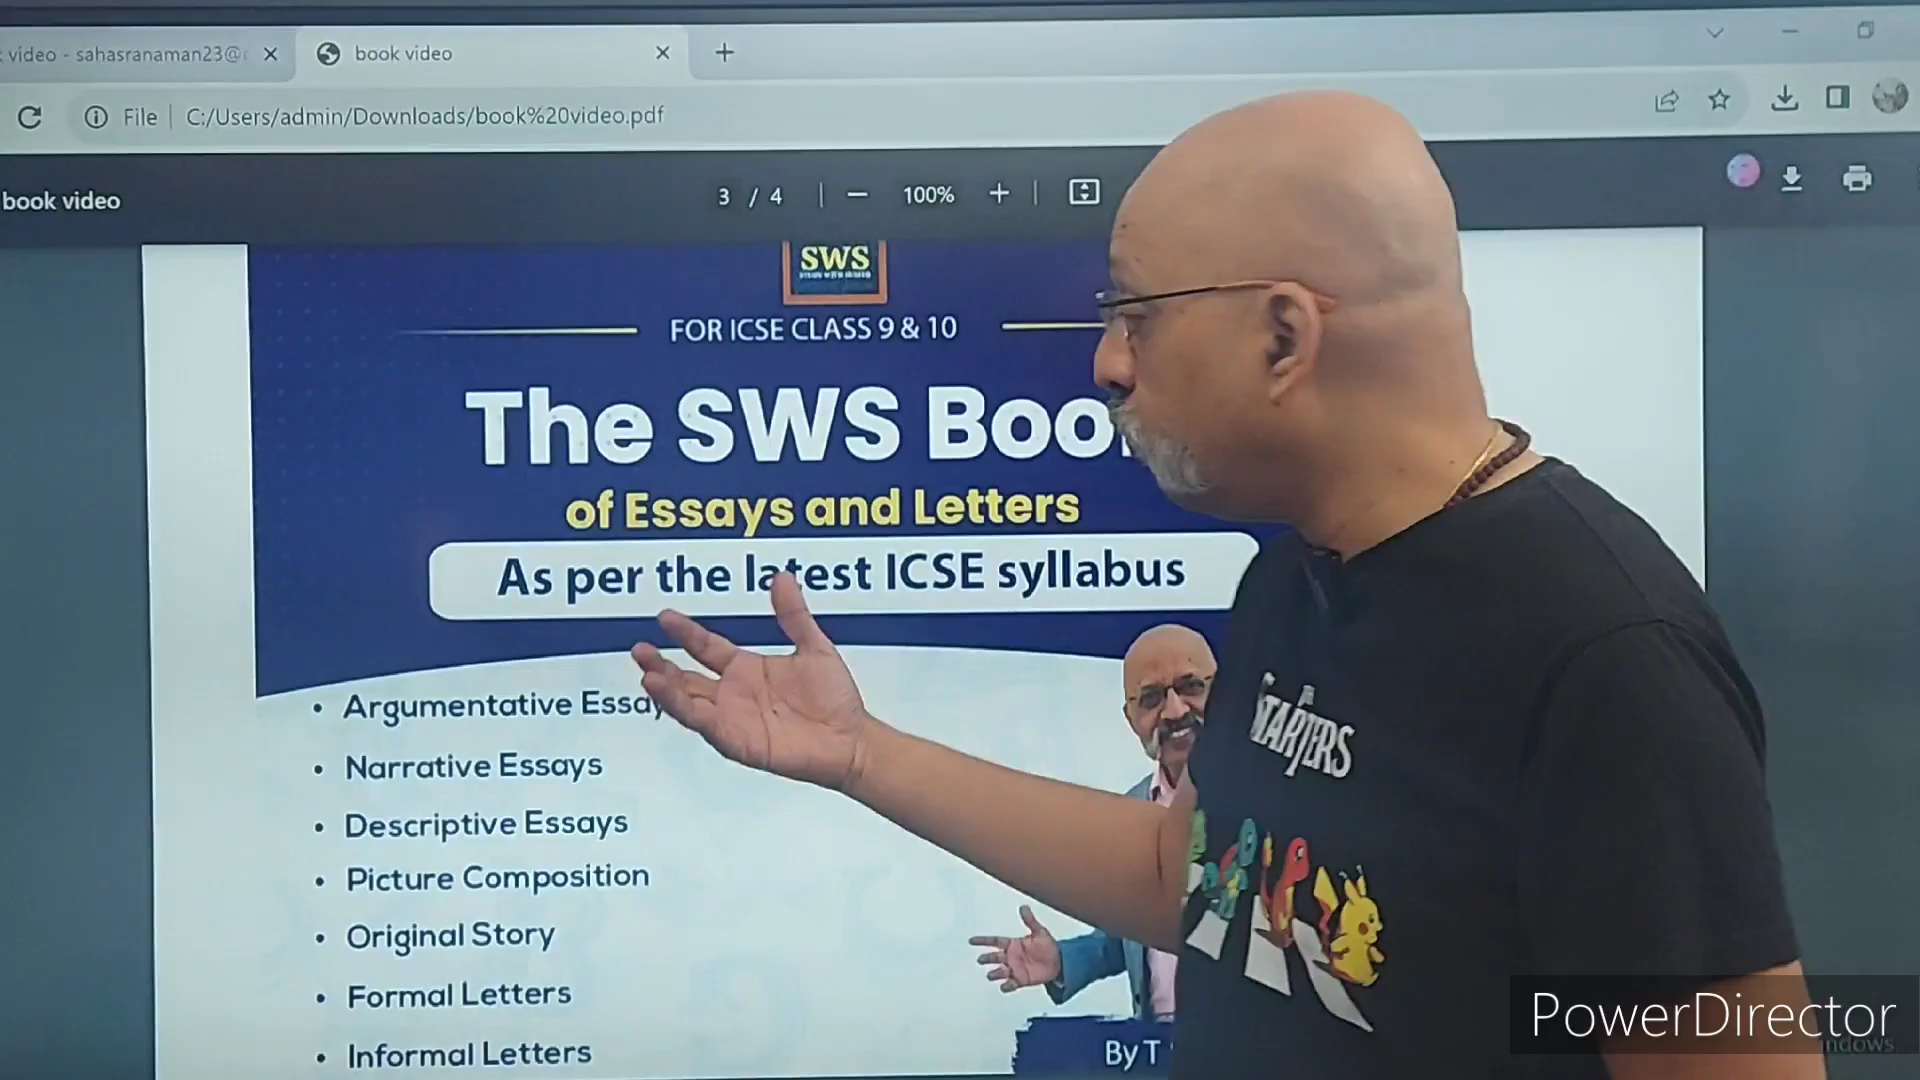 video - sahasranaman23@
book video
File
C:/Users/admin/Downloads/book%20video.pdf
book video
3 / 4
100%
SWS
FOR ICSE CLASS 9 & 10
The SWS Boo
of Essays and Letters
As per the latest ICSE syllabus
• Argumentative Essay
• Narrative Essays
• Descriptive Essays
• Picture Composition
• Original Story
• Formal Letters
• Informal Letters
By T
STARTERS
PowerDirector
ndows.